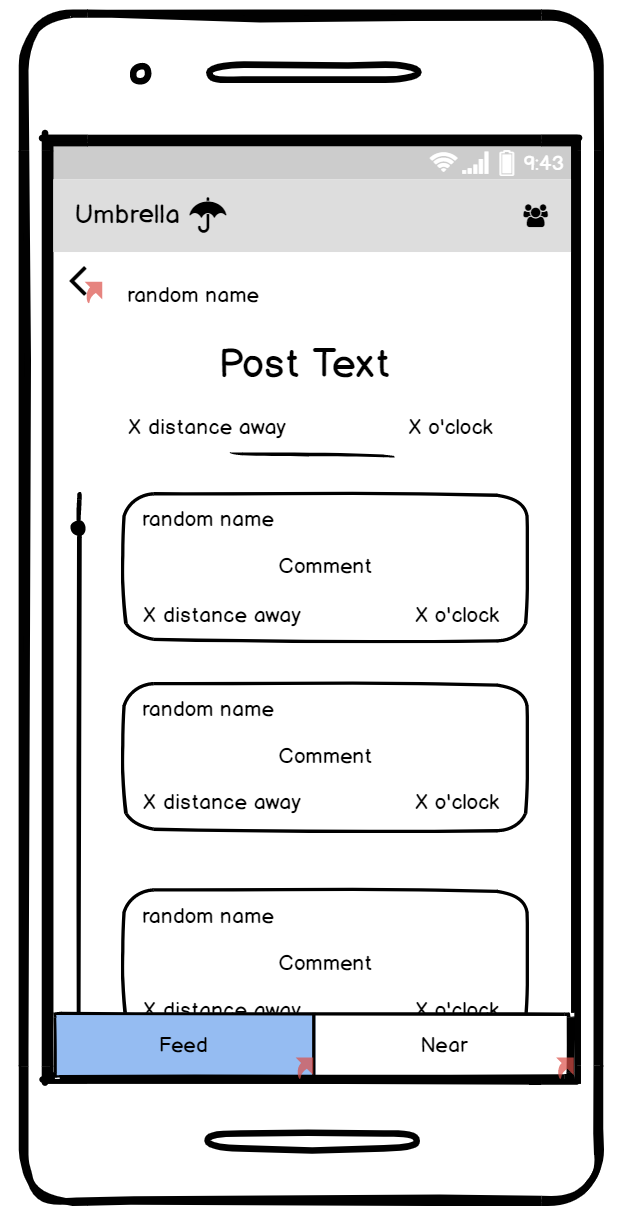 9:43
Umbrella
random name
Post Text
X distance away X o'clock
random name
Comment
X distance away X o'clock
random name
Comment
X distance away X o'clock
random name
Comment
X distance away X o'clock
Feed Near